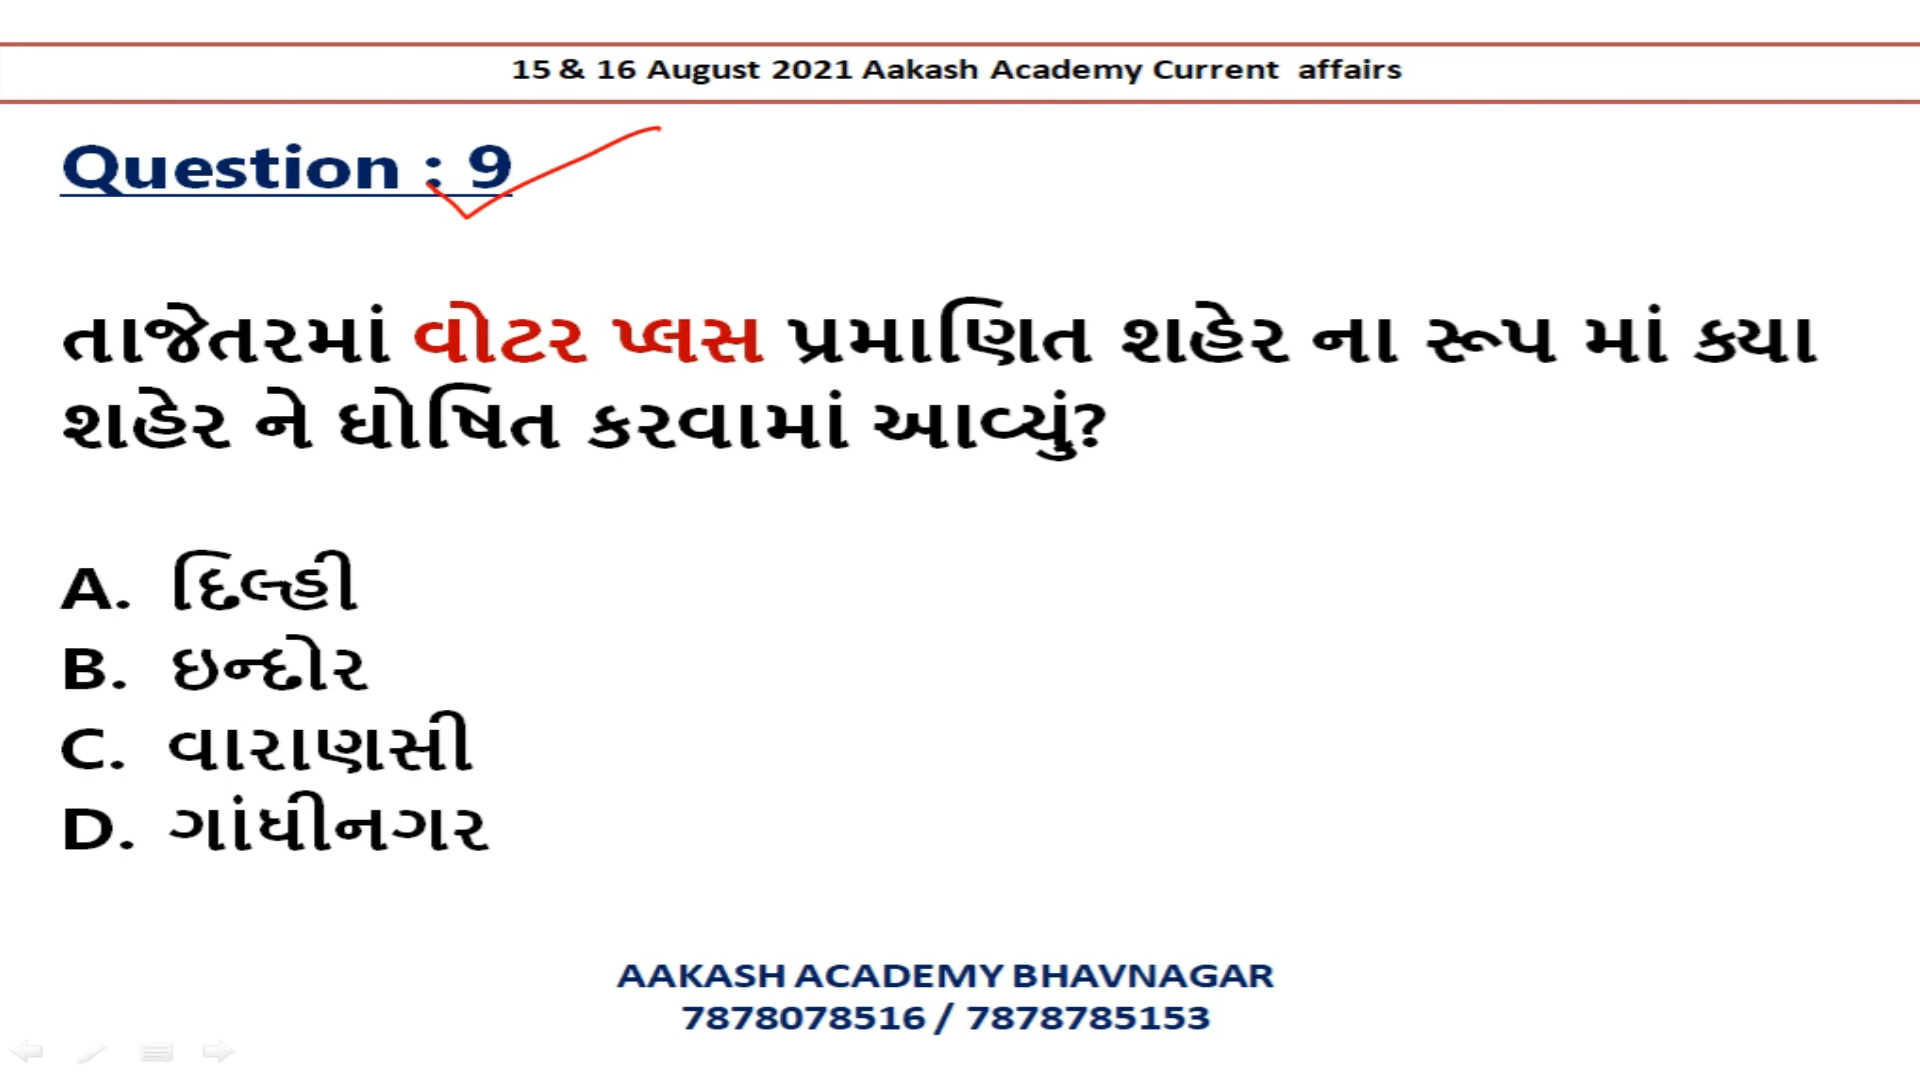 15 & 16 August 2021 Aakash Academy Current affairs
Question : 9
તાજેતરમાં વોટર પ્લસ પ્રમાણિત શહેર ના રૂપ માં ક્યા
શહેર ને ઘોષિત કરવામાં આવ્યું?
A. દિલ્હી
B. ઇન્દોર
C. વારાણસી
D. ગાંધીનગર
AAKASH ACADEMY BHAVNAGAR
7878078516 / 7878785153